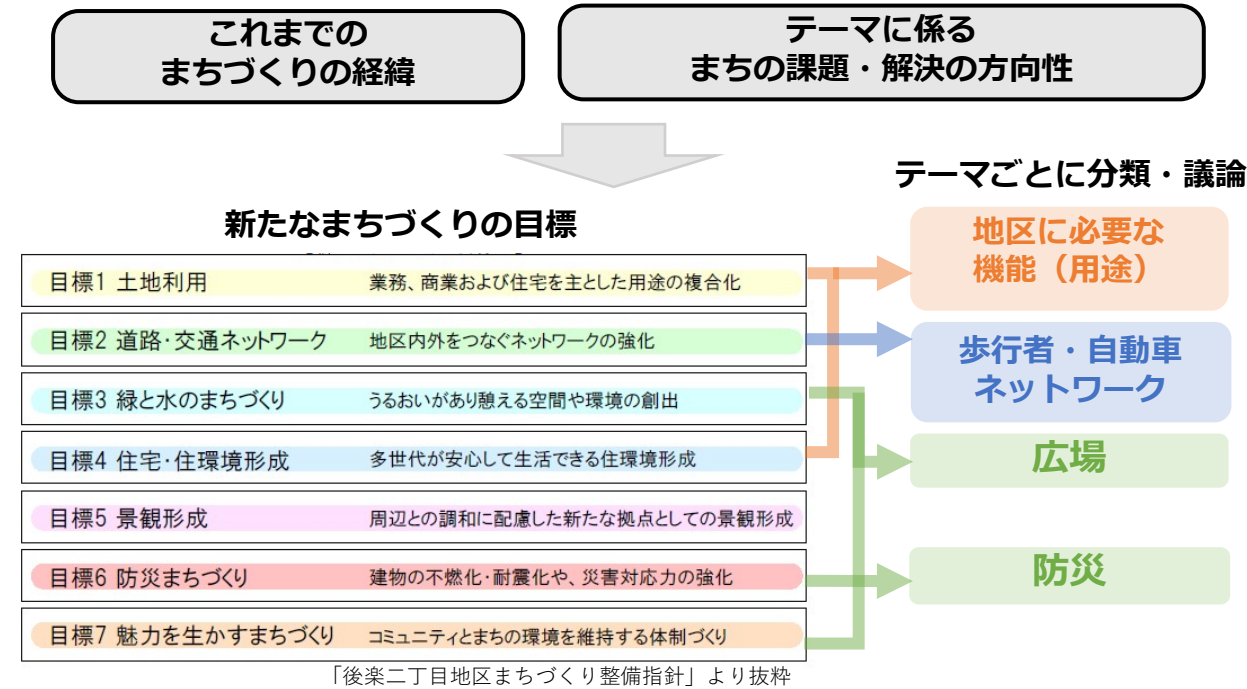 これまでの
まちづくりの経緯
テーマに係る
まちの課題・解決の方向性
新たなまちづくりの目標
目標1 土地利用 業務、商業および住宅を主とした用途の複合化
目標2 道路・交通ネットワーク 地区内外をつなぐネットワークの強化
目標3 緑と水のまちづくり うるおいがあり憩える空間や環境の創出
目標4 住宅・住環境形成 多世代が安心して生活できる住環境形成
目標5 景観形成 周辺との調和に配慮した新たな拠点としての景観形成
目標6 防災まちづくり 建物の不燃化・耐震化や、災害対応力の強化
目標7 魅力を生かすまちづくり コミュニティとまちの環境を維持する体制づくり
「後楽二丁目地区まちづくり整備指針」より抜粋
テーマごとに分類・議論
地区に必要な
機能（用途）
歩行者・自動車
ネットワーク
広場
防災